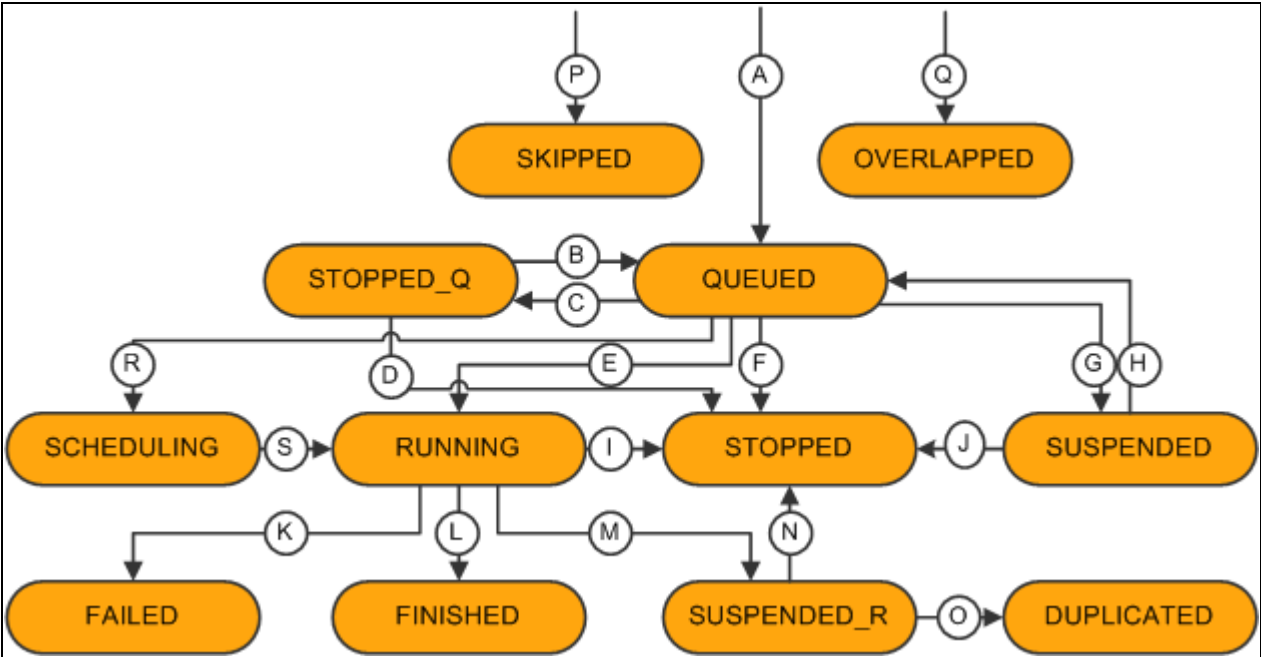 P
A
Q
SKIPPED
OVERLAPPED
B
STOPPED_Q
QUEUED
C
R
D
E
F
G
H
SCHEDULING
S
RUNNING
I
STOPPED
J
SUSPENDED
K
L
M
N
FAILED
FINISHED
SUSPENDED_R
O
DUPLICATED